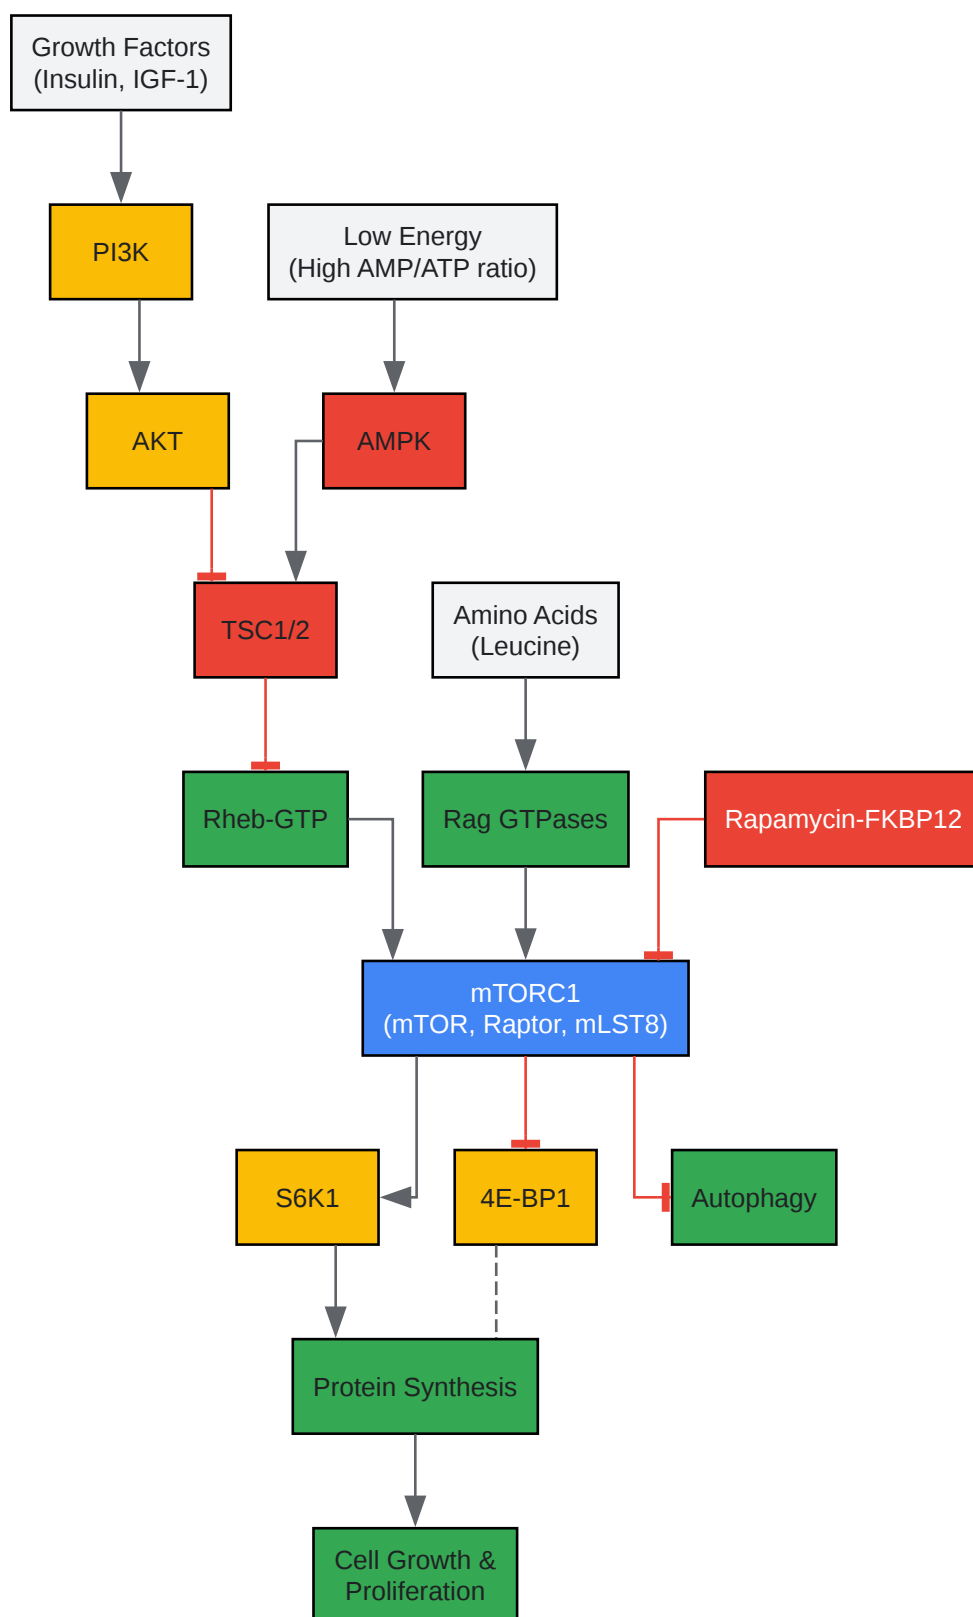 Growth Factors
(Insulin, IGF-1)
PI3K
Low Energy
(High AMP/ATP ratio)
AKT
AMPK
TSC1/2
Amino Acids
(Leucine)
Rheb-GTP
Rag GTPases
Rapamycin-FKBP12
mTORC1
(mTOR, Raptor, mLST8)
S6K1
4E-BP1
Autophagy
Protein Synthesis
Cell Growth &
Proliferation